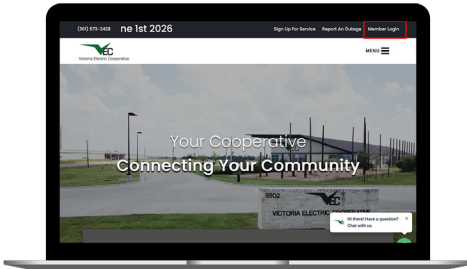 (361) 573-2428
ne 1st 2026
Sign Up For Service
Report An Outage
Member Login
VEC
Victoria Electric Cooperative
MENU
Your Cooperative
Connecting Your Community
5502
VEC
VICTORIA ELECTRIC COOPERATIVE
Hi there! Have a question?
Chat with us.
×